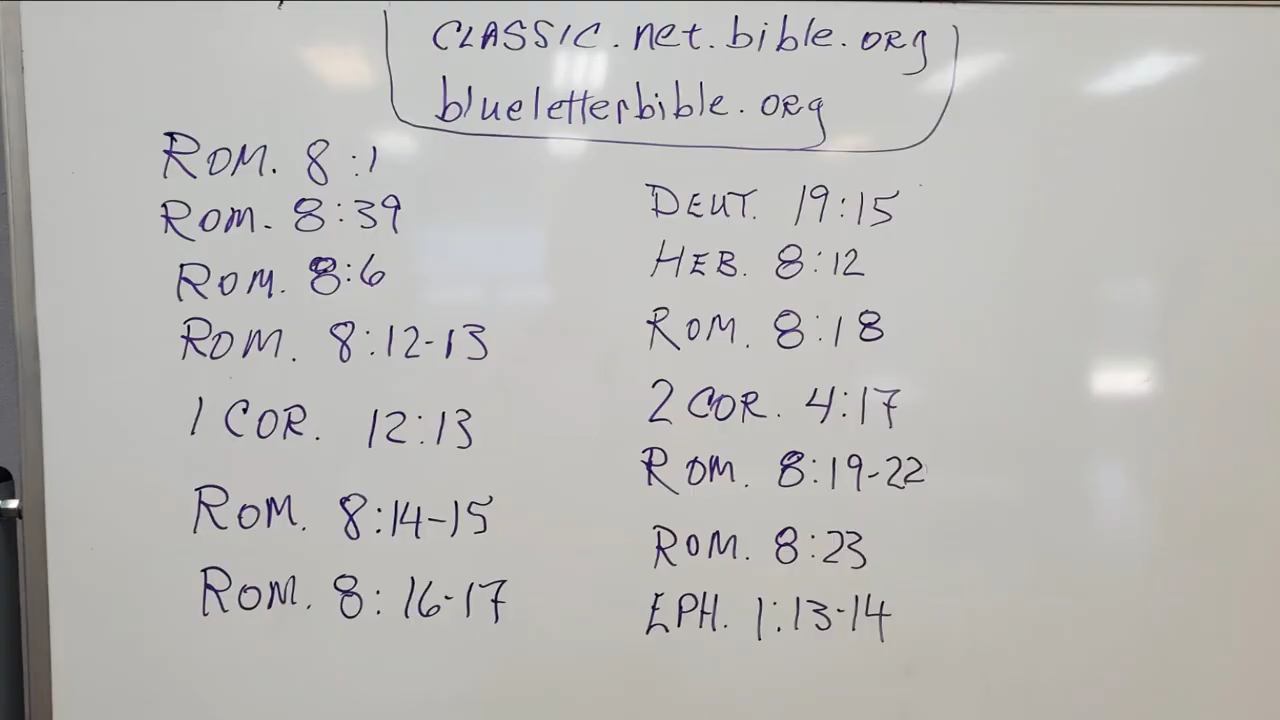 CLASSIC.net.bible.org
blueletterbible.org
ROM. 8:1
ROM. 8:39
ROM. 8:6
ROM. 8:12-13
1 COR. 12:13
ROM. 8:14-15
ROM. 8:16-17
DEUT. 19:15
HEB. 8:12
ROM. 8:18
2 COR. 4:17
ROM. 8:19-22
ROM. 8:23
EPH. 1:13-14